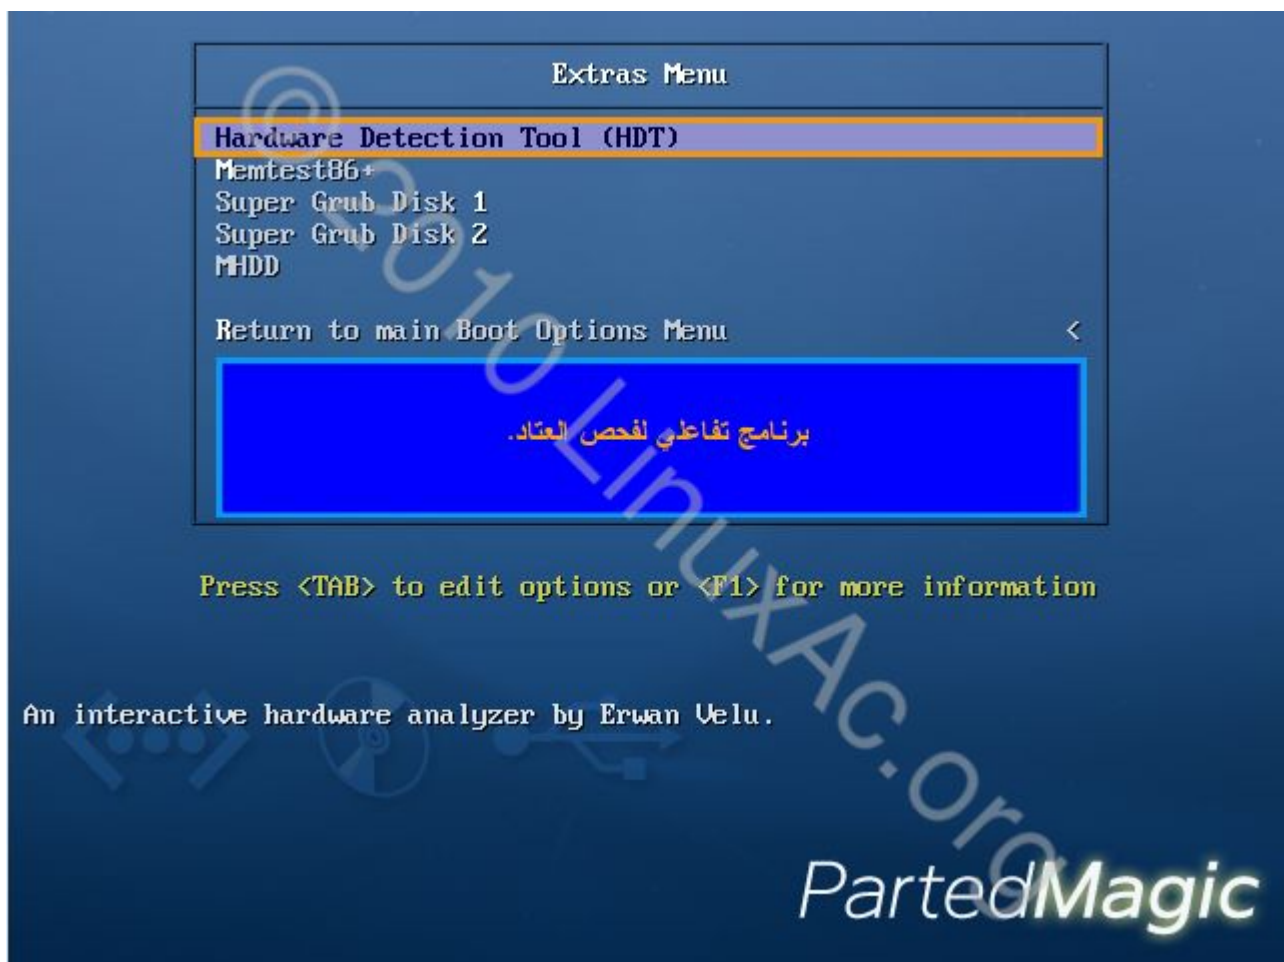 Extras Menu
Hardware Detection Tool (HDT)
Memtest86+
Super Grub Disk 1
Super Grub Disk 2
MHDD
Return to main Boot Options Menu <
برنامج تفاعلي لفحص العتاد.
Press <TAB> to edit options or <F1> for more information
An interactive hardware analyzer by Erwan Velu.
© 2010 LinuxAc.org
PartedMagic